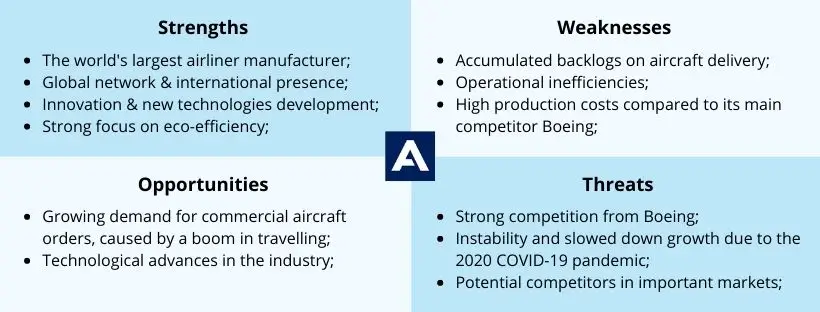 Strengths
• The world's largest airliner manufacturer;
• Global network & international presence;
• Innovation & new technologies development;
• Strong focus on eco-efficiency;
Weaknesses
• Accumulated backlogs on aircraft delivery;
• Operational inefficiencies;
• High production costs compared to its main
competitor Boeing;
A
Opportunities
• Growing demand for commercial aircraft
orders, caused by a boom in travelling;
• Technological advances in the industry;
Threats
• Strong competition from Boeing;
• Instability and slowed down growth due to the
2020 COVID-19 pandemic;
• Potential competitors in important markets;